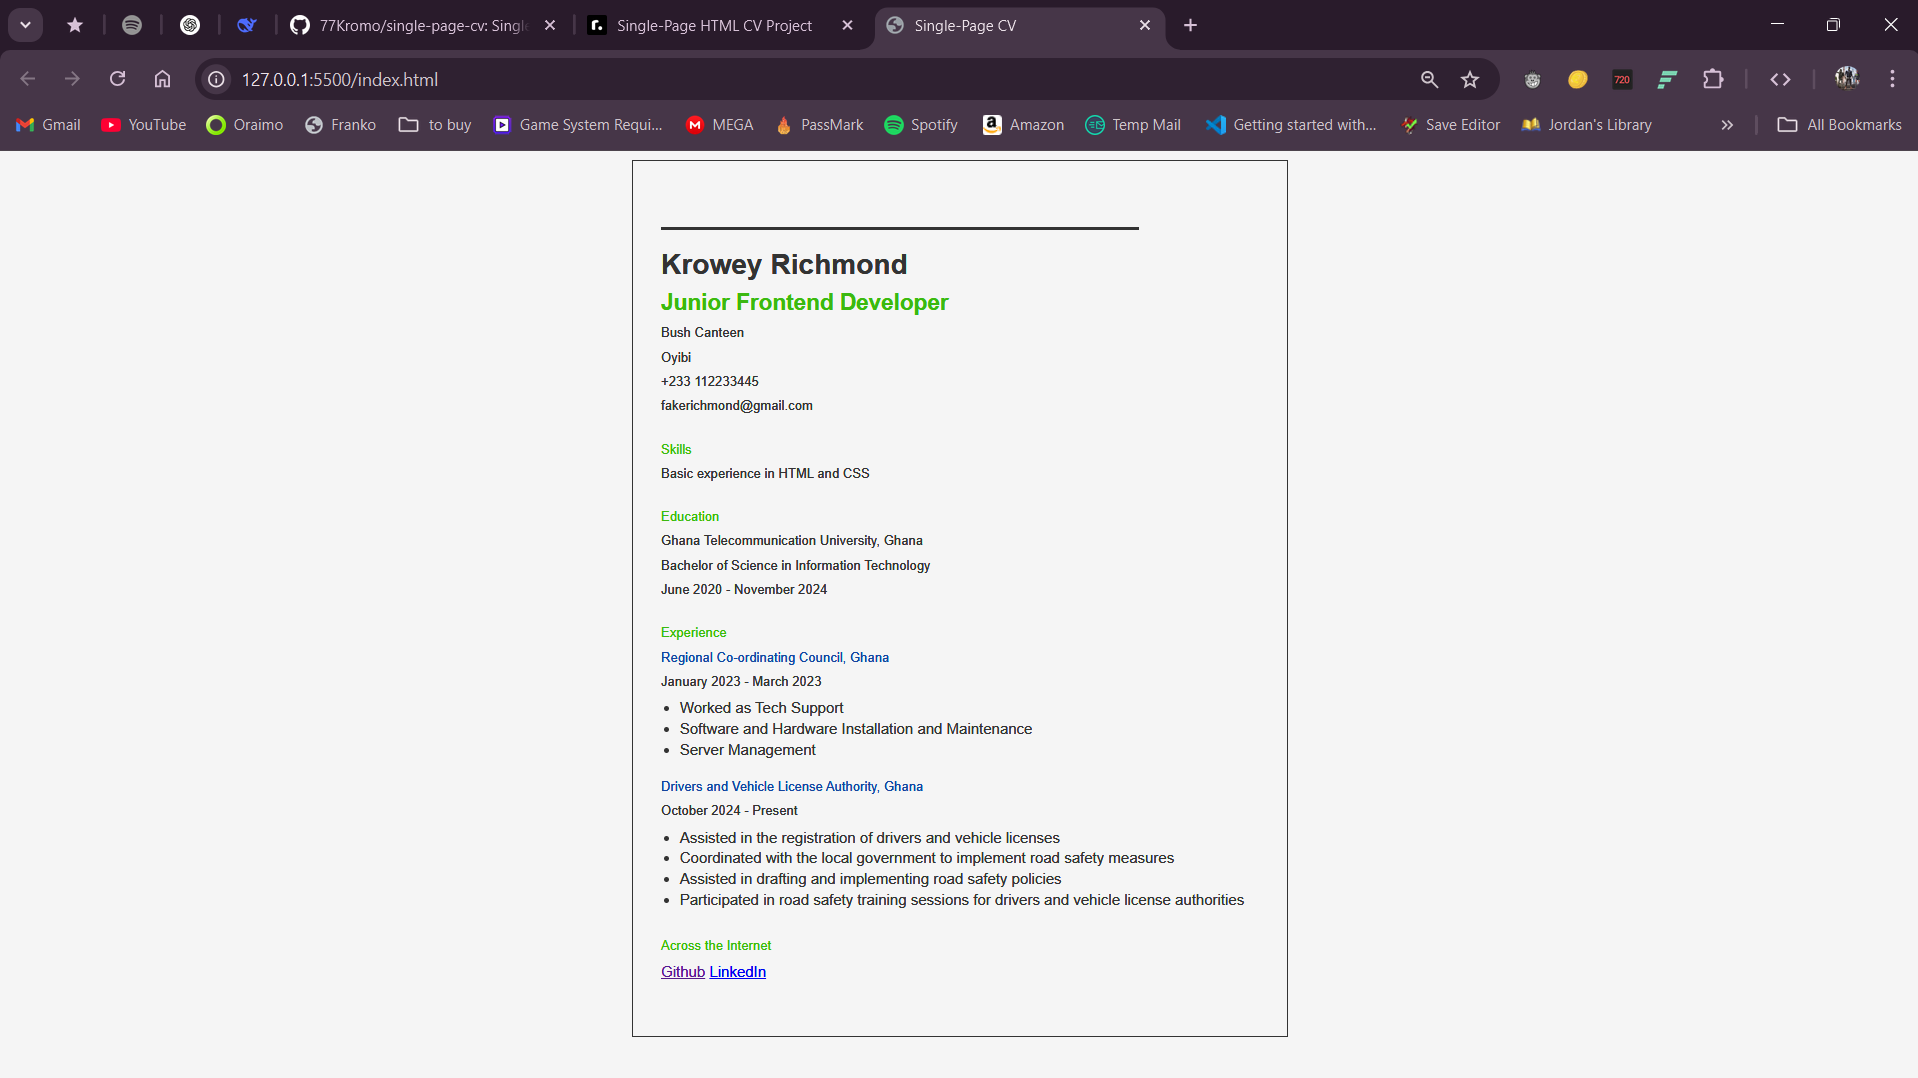 77Kromo/single-page-cv: Singl
Single-Page HTML CV Project
Single-Page CV
127.0.0.1:5500/index.html
720
Gmail
YouTube
Oraimo
Franko
to buy
Game System Requi...
MEGA
PassMark
Spotify
Amazon
Temp Mail
Getting started with...
Save Editor
Jordan's Library
All Bookmarks
Krowey Richmond
Junior Frontend Developer
Bush Canteen
Oyibi
+233 112233445
fakerichmond@gmail.com
Skills
Basic experience in HTML and CSS
Education
Ghana Telecommunication University, Ghana
Bachelor of Science in Information Technology
June 2020 - November 2024
Experience
Regional Co-ordinating Council, Ghana
January 2023 - March 2023
• Worked as Tech Support
• Software and Hardware Installation and Maintenance
• Server Management
Drivers and Vehicle License Authority, Ghana
October 2024 - Present
• Assisted in the registration of drivers and vehicle licenses
• Coordinated with the local government to implement road safety measures
• Assisted in drafting and implementing road safety policies
• Participated in road safety training sessions for drivers and vehicle license authorities
Across the Internet
Github LinkedIn